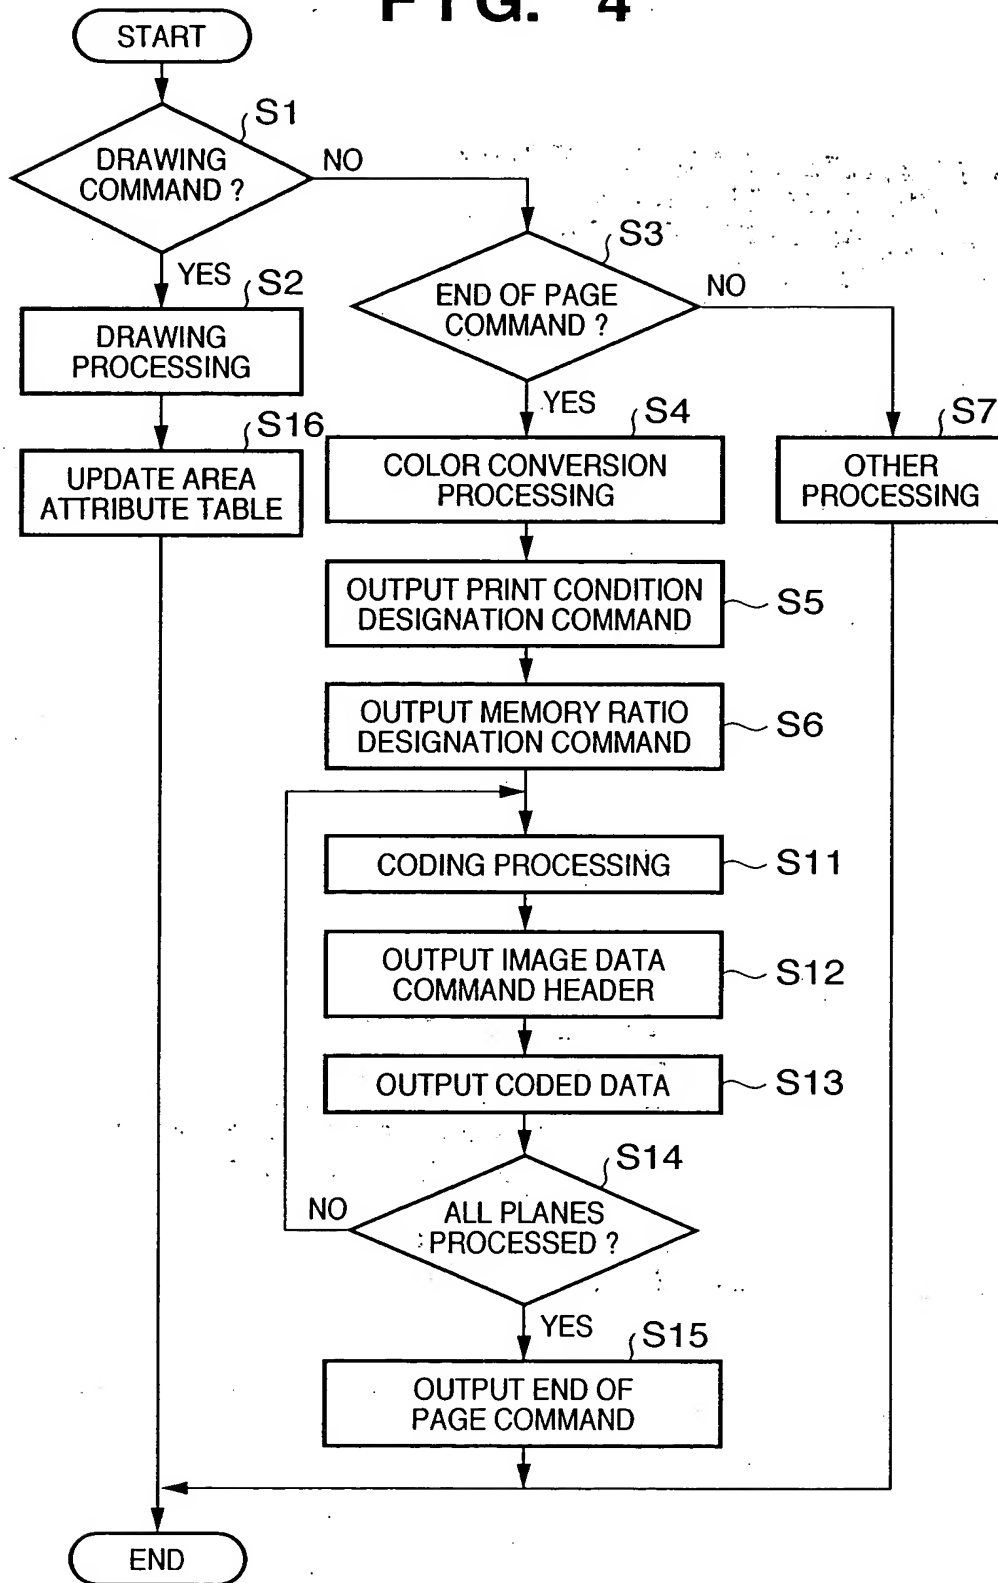 FIG. 4
START
S1
DRAWING
COMMAND ?
NO
YES
S2
DRAWING
PROCESSING
S16
UPDATE AREA
ATTRIBUTE TABLE
S3
END OF PAGE
COMMAND ?
NO
YES
S4
COLOR CONVERSION
PROCESSING
S7
OTHER
PROCESSING
OUTPUT PRINT CONDITION
DESIGNATION COMMAND
S5
OUTPUT MEMORY RATIO
DESIGNATION COMMAND
S6
CODING PROCESSING
S11
OUTPUT IMAGE DATA
COMMAND HEADER
S12
OUTPUT CODED DATA
S13
S14
ALL PLANES
PROCESSED ?
NO
YES
S15
OUTPUT END OF
PAGE COMMAND
END